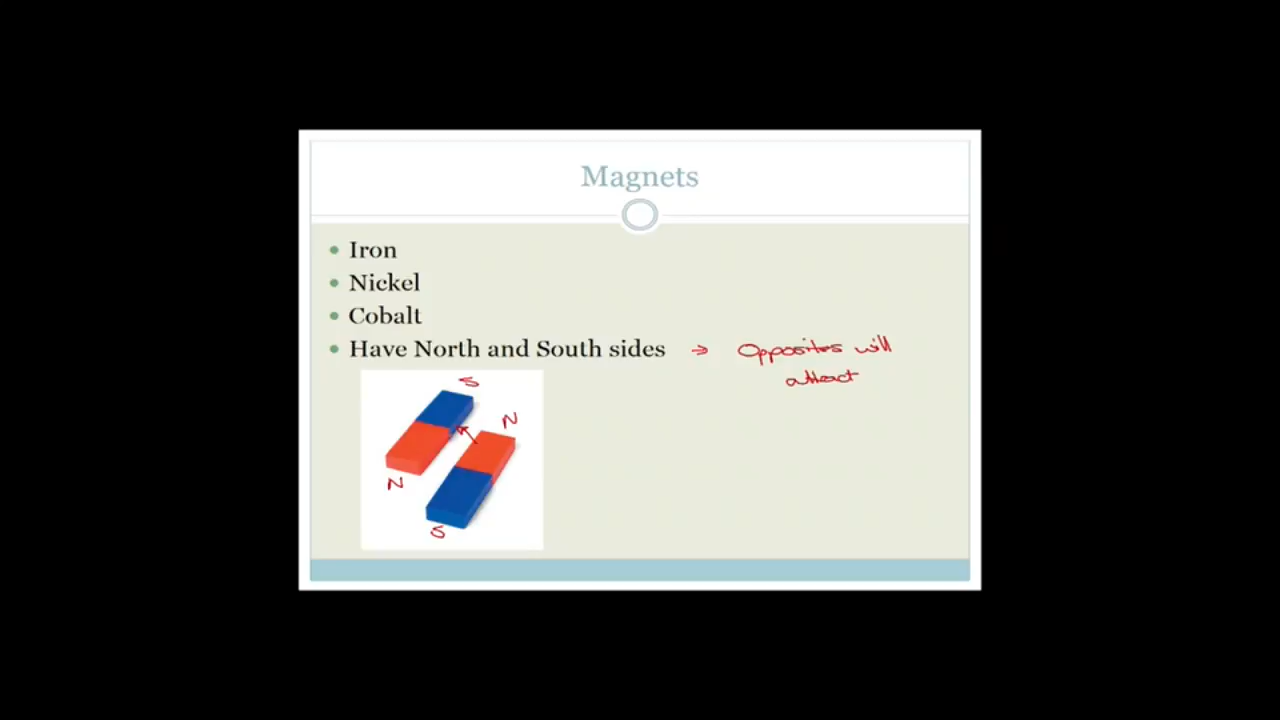 Magnets
Iron
Nickel
Cobalt
Have North and South sides → Opposites will
attract
S
N
N
S